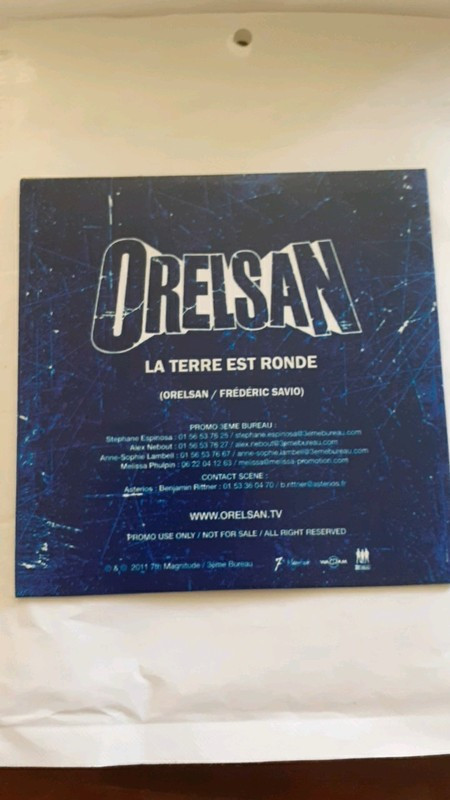 ORELSAN
LA TERRE EST RONDE
(ORELSAN / FRÉDÉRIC SAVIO)
PROMO 3EME BUREAU :
Stephane Espinosa : 01 56 53 76 25 / stephane.espinosa@3emebureau.com
Alex Nebout : 01 56 53 76 27 / alex.nebout@3emebureau.com
Anne-Sophie Lambell : 01 56 53 76 67 / anne-sophie.lambell@3emebureau.com
Melissa Phulpin : 06 22 04 12 63 / melissa@melissa-promotion.com
CONTACT SCÈNE :
Asterios : Benjamin Rittner : 01 53 36 04 70 / b.rittner@asterios.fr
WWW.ORELSAN.TV
PROMO USE ONLY / NOT FOR SALE / ALL RIGHT RESERVED
℗ & © 2011 7th Magnitude / 3ème Bureau